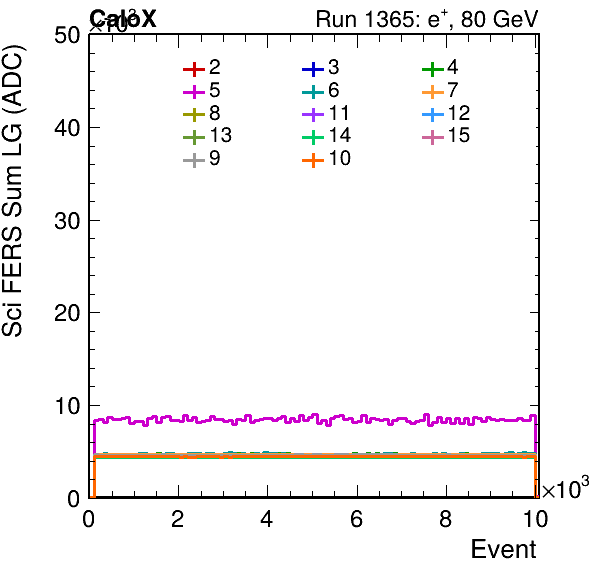 CaloX
×10³
Run 1365: e⁺, 80 GeV
Sci FERS Sum LG (ADC)
50
40
30
20
10
0
2 3 4
5 6 7
8 11 12
13 14 15
9 10
0 2 4 6 8 10
×10³
Event